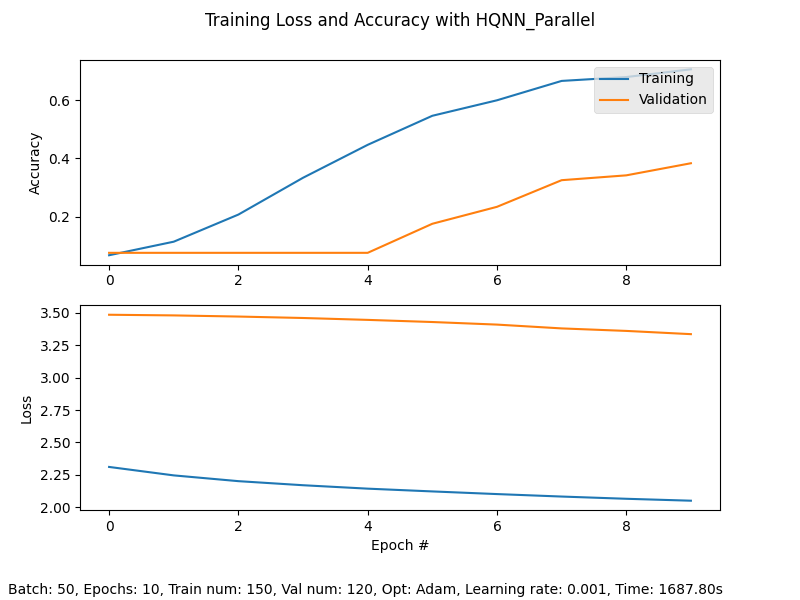 Training Loss and Accuracy with HQNN_Parallel
Accuracy
0.6
0.4
0.2
0 2 4 6 8
Training
Validation
Loss
3.50
3.25
3.00
2.75
2.50
2.25
2.00
0 2 4 6 8
Epoch #
Batch: 50, Epochs: 10, Train num: 150, Val num: 120, Opt: Adam, Learning rate: 0.001, Time: 1687.80s